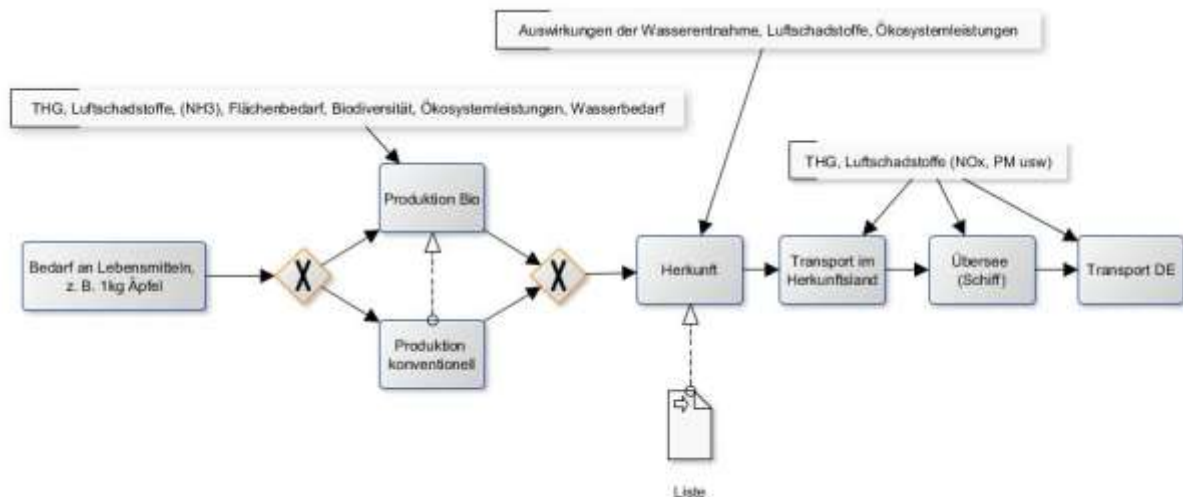 Auswirkungen der Wasserentnahme, Luftschadstoffe, Ökosystemleistungen
THG, Luftschadstoffe, (NH3), Flächenbedarf, Biodiversität, Ökosystemleistungen, Wasserbedarf
THG, Luftschadstoffe (NOx, PM usw)
Produktion Bio
Bedarf an Lebensmitteln,
z. B. 1kg Äpfel
X
X
Herkunft
Transport im
Herkunftsland
Übersee
(Schiff)
Transport DE
Produktion
konventionell
Liste